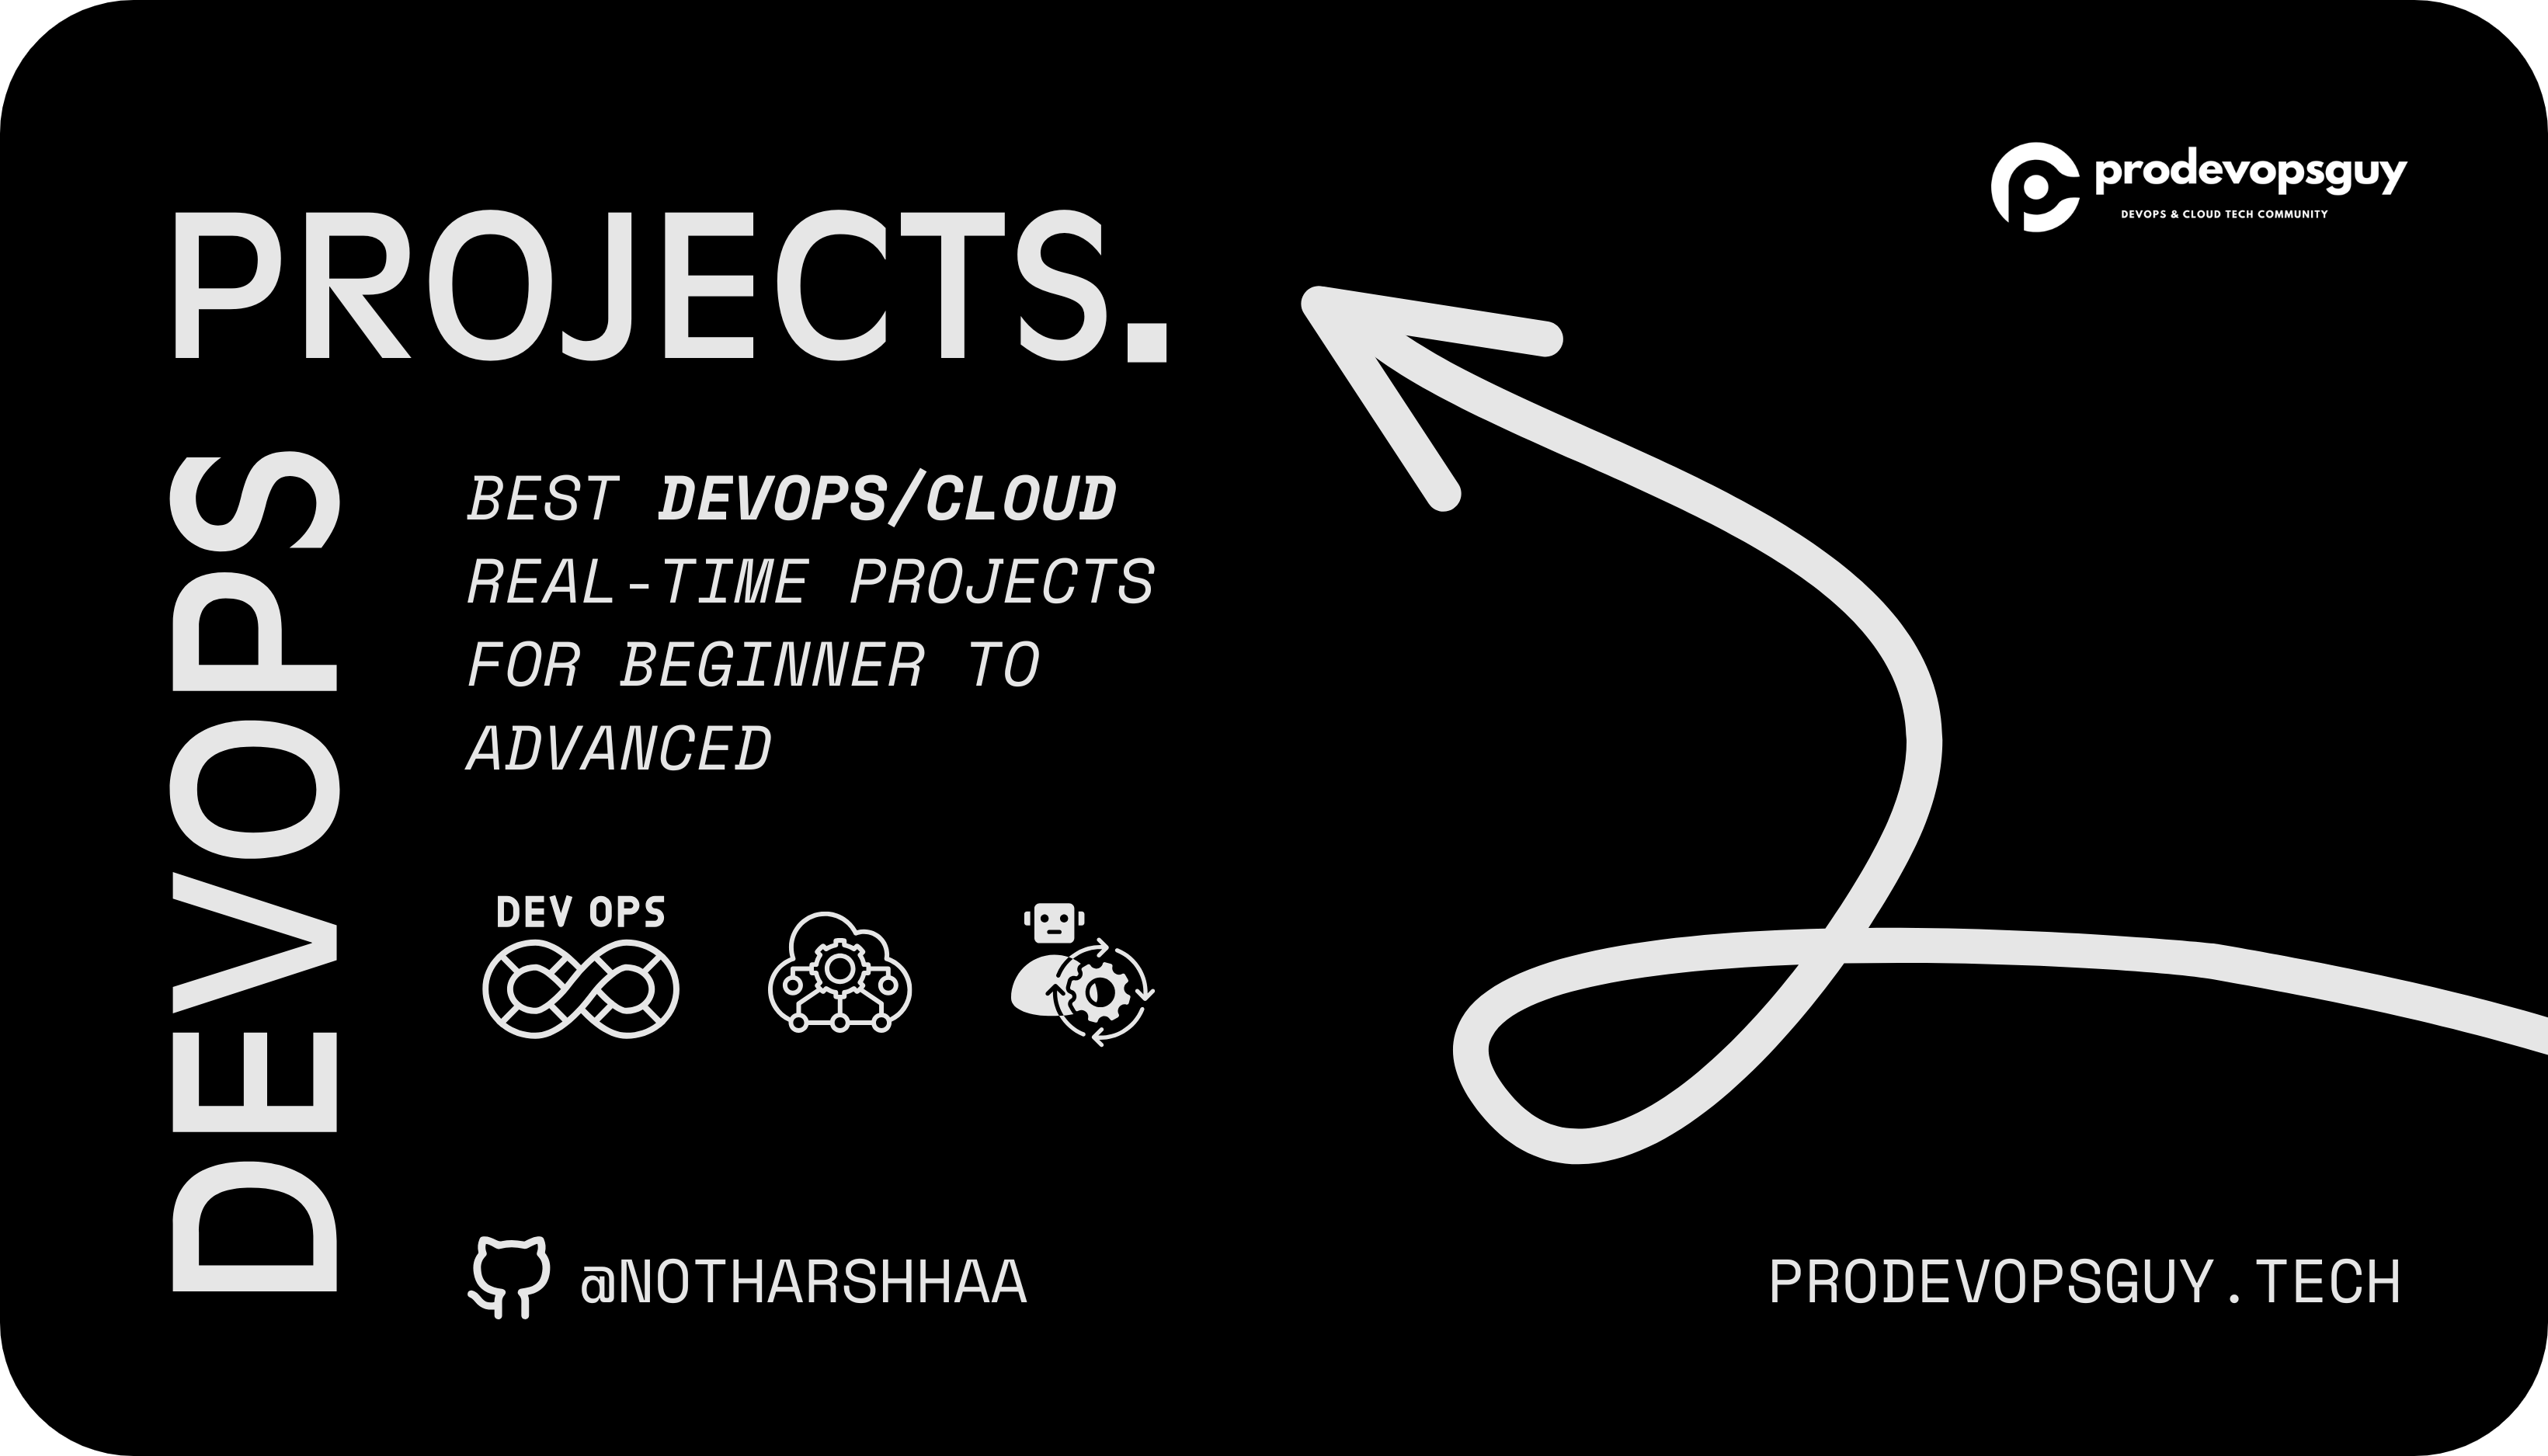 prodevopsguy
DEVOPS & CLOUD TECH COMMUNITY
PROJECTS.
DEVOPS
BEST DEVOPS/CLOUD
REAL-TIME PROJECTS
FOR BEGINNER TO
ADVANCED
DEV OPS
@NOTHARSHHAA
PRODEVOPSGUY.TECH